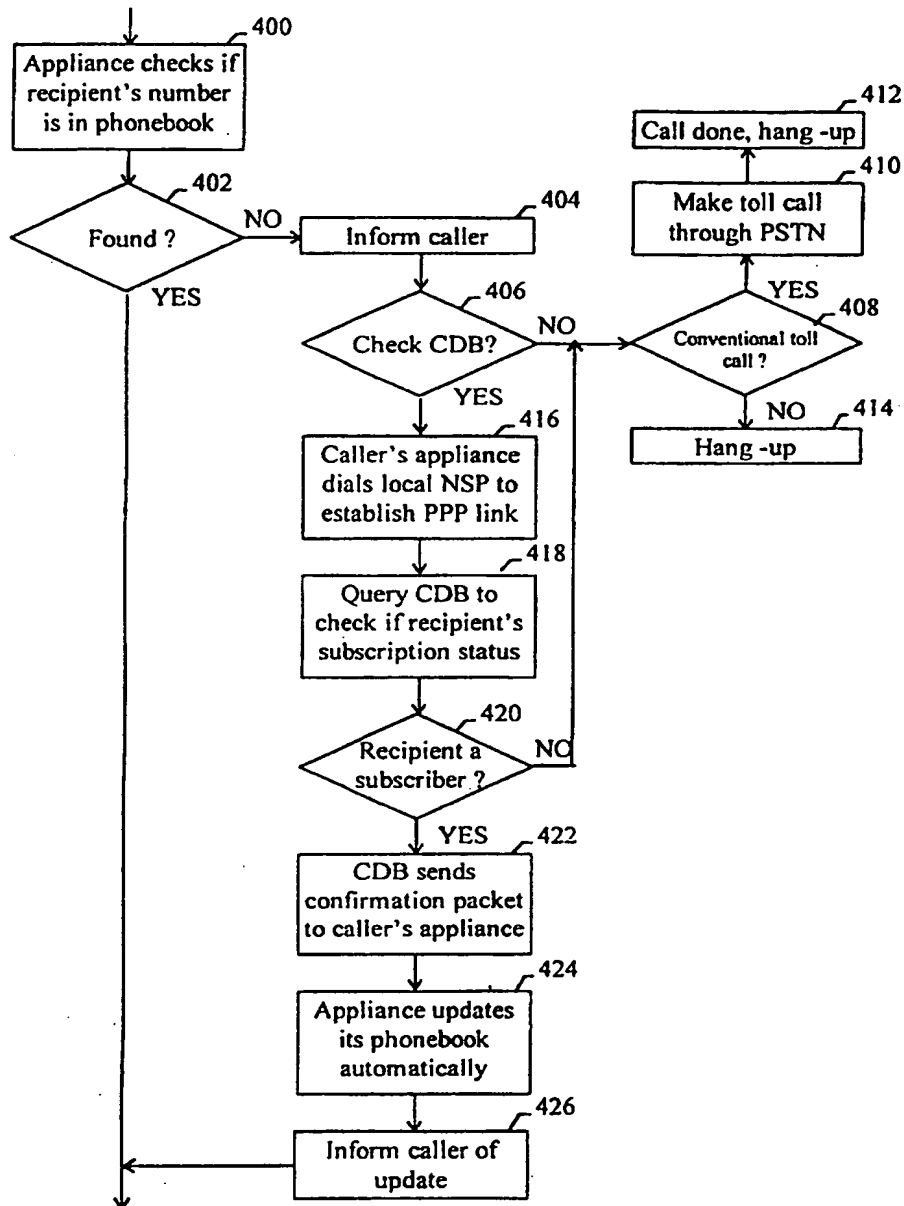 400
Appliance checks if
recipient's number
is in phonebook
402
Found ?
NO
YES
404
Inform caller
406
Check CDB?
NO
YES
412
Call done, hang -up
410
Make toll call
through PSTN
YES
408
Conventional toll
call ?
NO
414
Hang -up
416
Caller's appliance
dials local NSP to
establish PPP link
418
Query CDB to
check if recipient's
subscription status
420
Recipient a
subscriber ?
NO
YES
422
CDB sends
confirmation packet
to caller's appliance
424
Appliance updates
its phonebook
automatically
426
Inform caller of
update